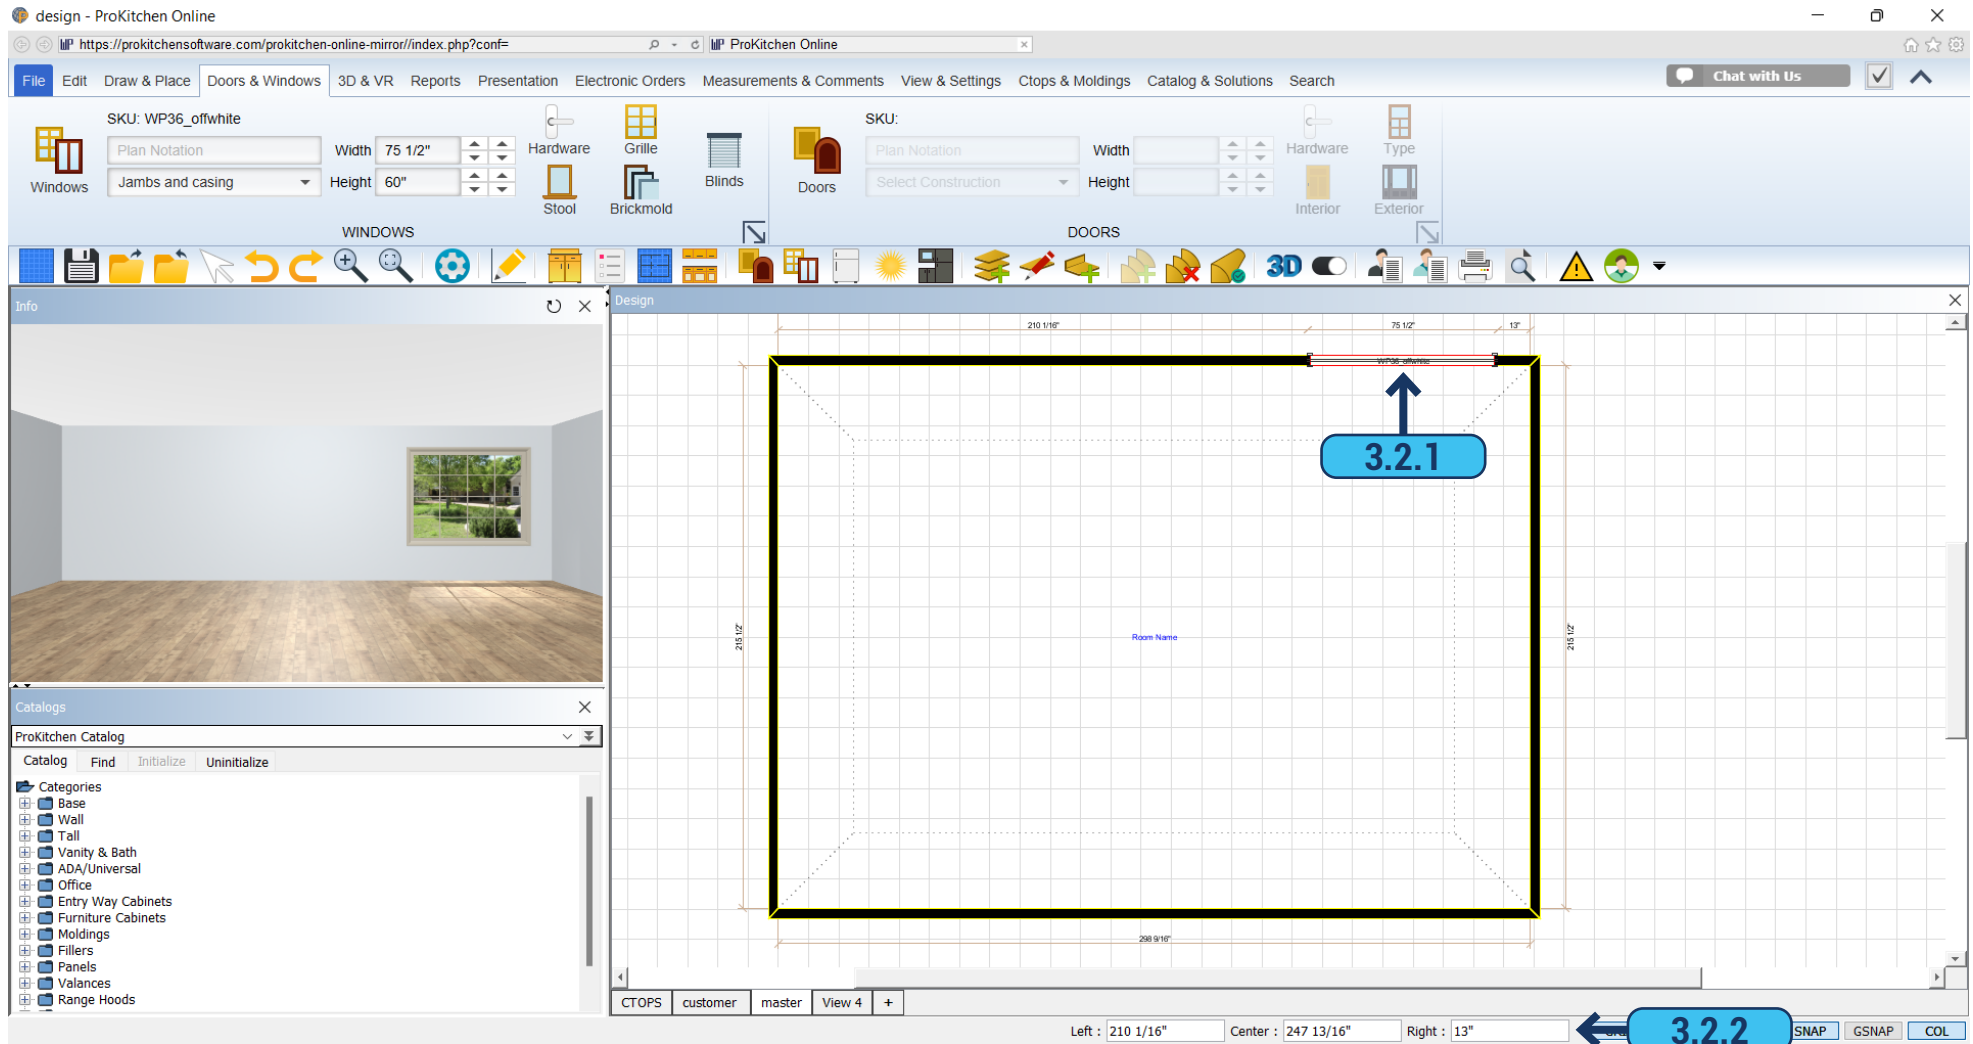 design - ProKitchen Online
https://prokitchensoftware.com/prokitchen-online-mirror//index.php?conf=
ProKitchen Online
File Edit Draw & Place Doors & Windows 3D & VR Reports Presentation Electronic Orders Measurements & Comments View & Settings Ctops & Moldings Catalog & Solutions Search
Chat with Us
SKU: WP36_offwhite
SKU:
Plan Notation
Width 75 1/2"
Hardware
Grille
Plan Notation
Width
Hardware
Type
Windows
Jambs and casing
Height 60"
Blinds
Doors
Select Construction
Height
Stool
Brickmold
Interior
Exterior
WINDOWS
DOORS
3D
Info
Design
210 1/16"
75 1/2"
13"
WP36_offwhite
3.2.1
215 1/2"
Room Name
215 1/2"
298 9/16"
Catalogs
ProKitchen Catalog
Catalog Find Initialize Uninitialize
Categories
Base
Wall
Tall
Vanity & Bath
ADA/Universal
Office
Entry Way Cabinets
Furniture Cabinets
Moldings
Fillers
Panels
Valances
Range Hoods
CTOPS customer master View 4 +
Left : 210 1/16" Center : 247 13/16" Right : 13"
3.2.2
SNAP GSNAP COL